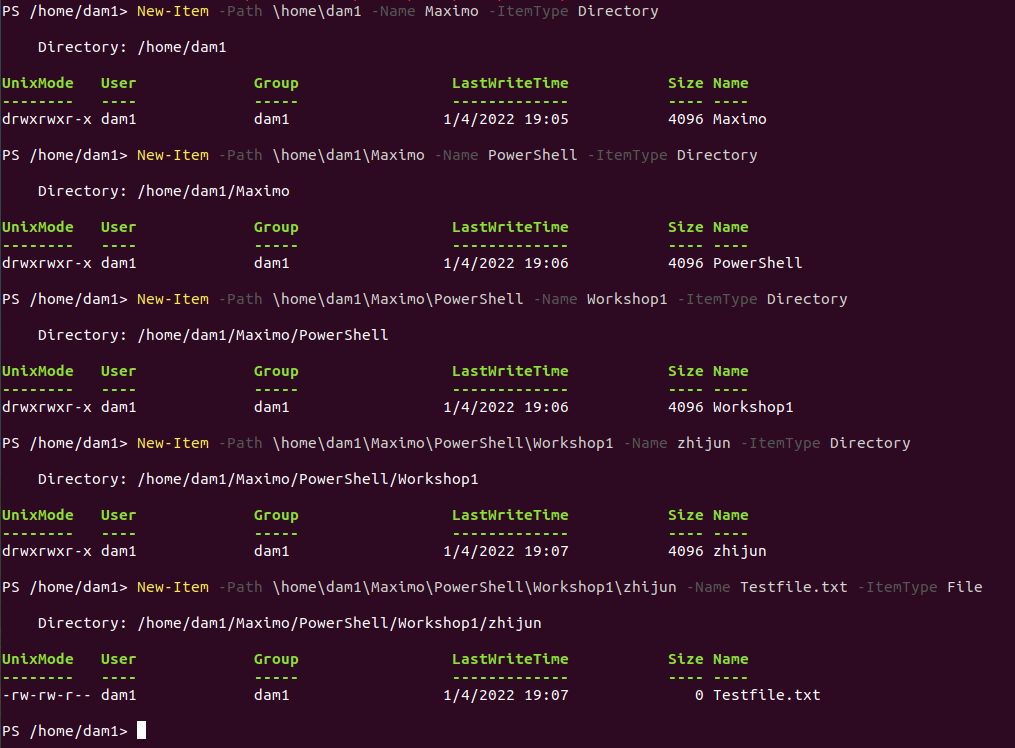 PS /home/dam1> New-Item -Path \home\dam1 -Name Maximo -ItemType Directory
Directory: /home/dam1
UnixMode User Group LastWriteTime Size Name
-------- ---- ----- ------------- ---- ----
drwxrwxr-x dam1 dam1 1/4/2022 19:05 4096 Maximo
PS /home/dam1> New-Item -Path \home\dam1\Maximo -Name PowerShell -ItemType Directory
Directory: /home/dam1/Maximo
UnixMode User Group LastWriteTime Size Name
-------- ---- ----- ------------- ---- ----
drwxrwxr-x dam1 dam1 1/4/2022 19:06 4096 PowerShell
PS /home/dam1> New-Item -Path \home\dam1\Maximo\PowerShell -Name Workshop1 -ItemType Directory
Directory: /home/dam1/Maximo/PowerShell
UnixMode User Group LastWriteTime Size Name
-------- ---- ----- ------------- ---- ----
drwxrwxr-x dam1 dam1 1/4/2022 19:06 4096 Workshop1
PS /home/dam1> New-Item -Path \home\dam1\Maximo\PowerShell\Workshop1 -Name zhijun -ItemType Directory
Directory: /home/dam1/Maximo/PowerShell/Workshop1
UnixMode User Group LastWriteTime Size Name
-------- ---- ----- ------------- ---- ----
drwxrwxr-x dam1 dam1 1/4/2022 19:07 4096 zhijun
PS /home/dam1> New-Item -Path \home\dam1\Maximo\PowerShell\Workshop1\zhijun -Name Testfile.txt -ItemType File
Directory: /home/dam1/Maximo/PowerShell/Workshop1/zhijun
UnixMode User Group LastWriteTime Size Name
-------- ---- ----- ------------- ---- ----
-rw-rw-r-- dam1 dam1 1/4/2022 19:07 0 Testfile.txt
PS /home/dam1>